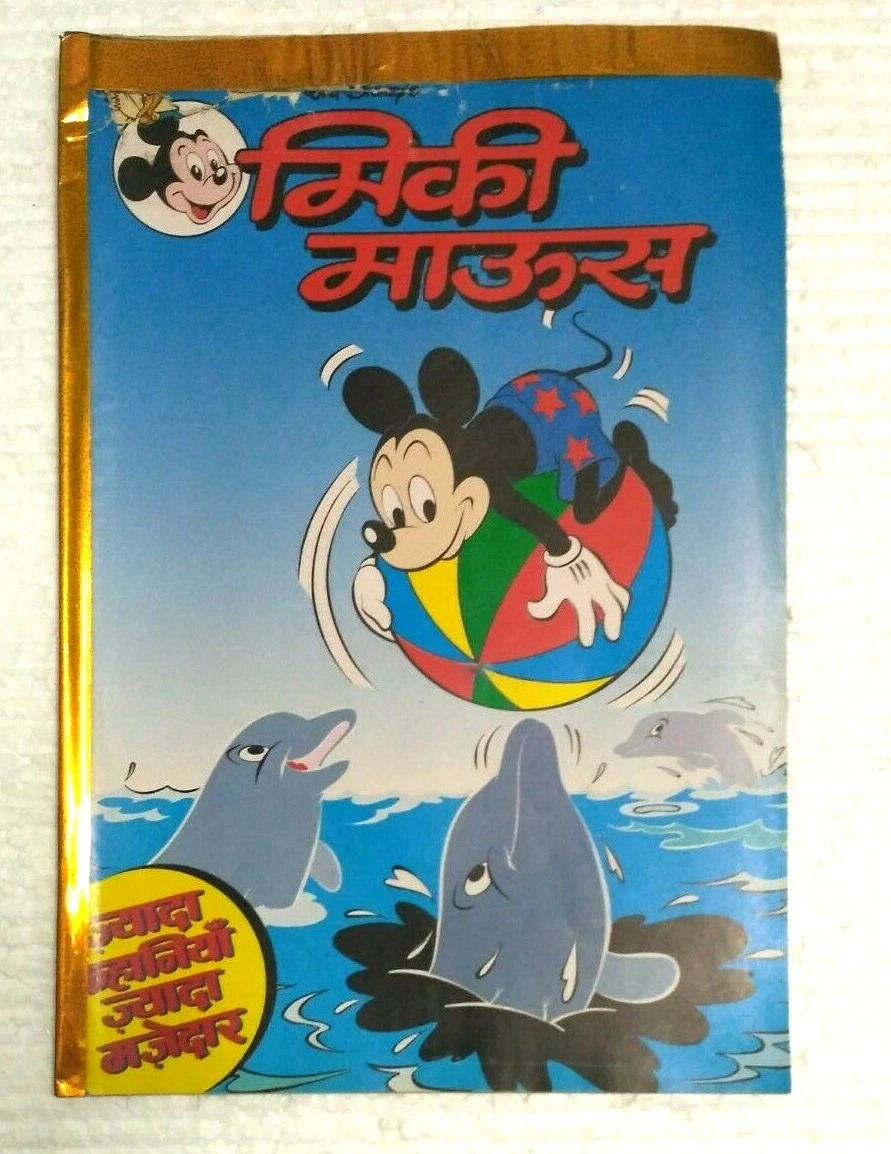 मिकी
माऊस
ज़्यादा
कहानियाँ
ज़्यादा
मज़ेदार